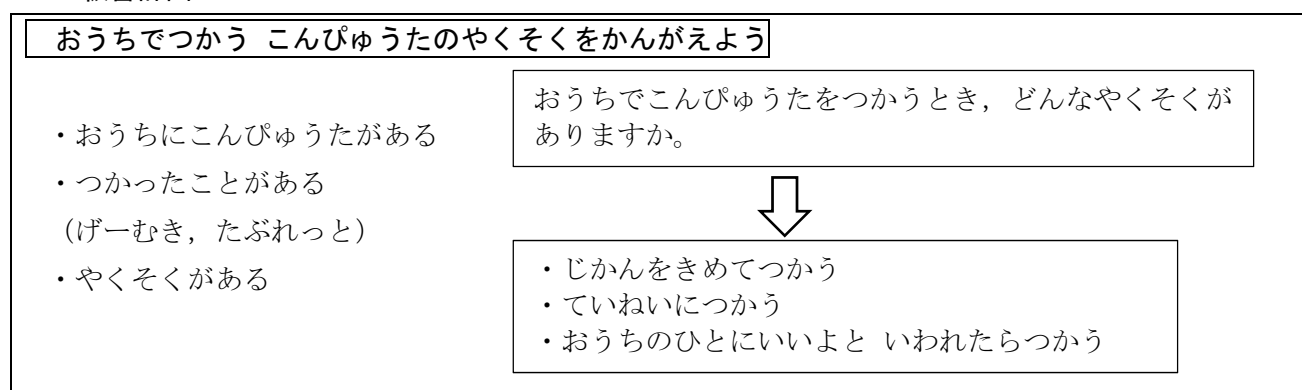 おうちでつかう こんぴゅうたのやくそくをかんがえよう
・おうちにこんぴゅうたがある
・つかったことがある
（げーむき，たぶれっと）
・やくそくがある
おうちでこんぴゅうたをつかうとき，どんなやくそくが
ありますか。
・じかんをきめてつかう
・ていねいにつかう
・おうちのひとにいいよと いわれたらつかう